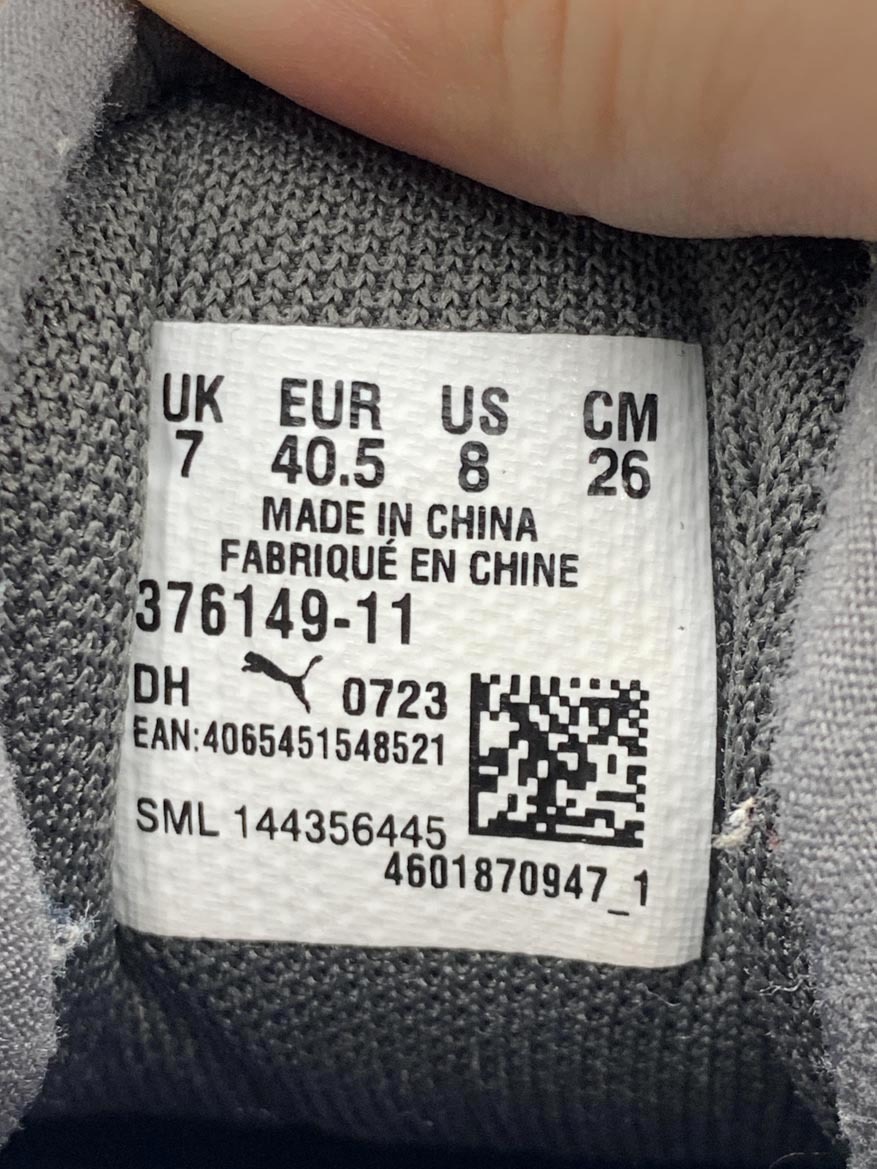 UK EUR US CM
7 40.5 8 26
MADE IN CHINA
FABRIQUÉ EN CHINE
376149-11
DH 0723
EAN:4065451548521
SML 144356445
4601870947_1